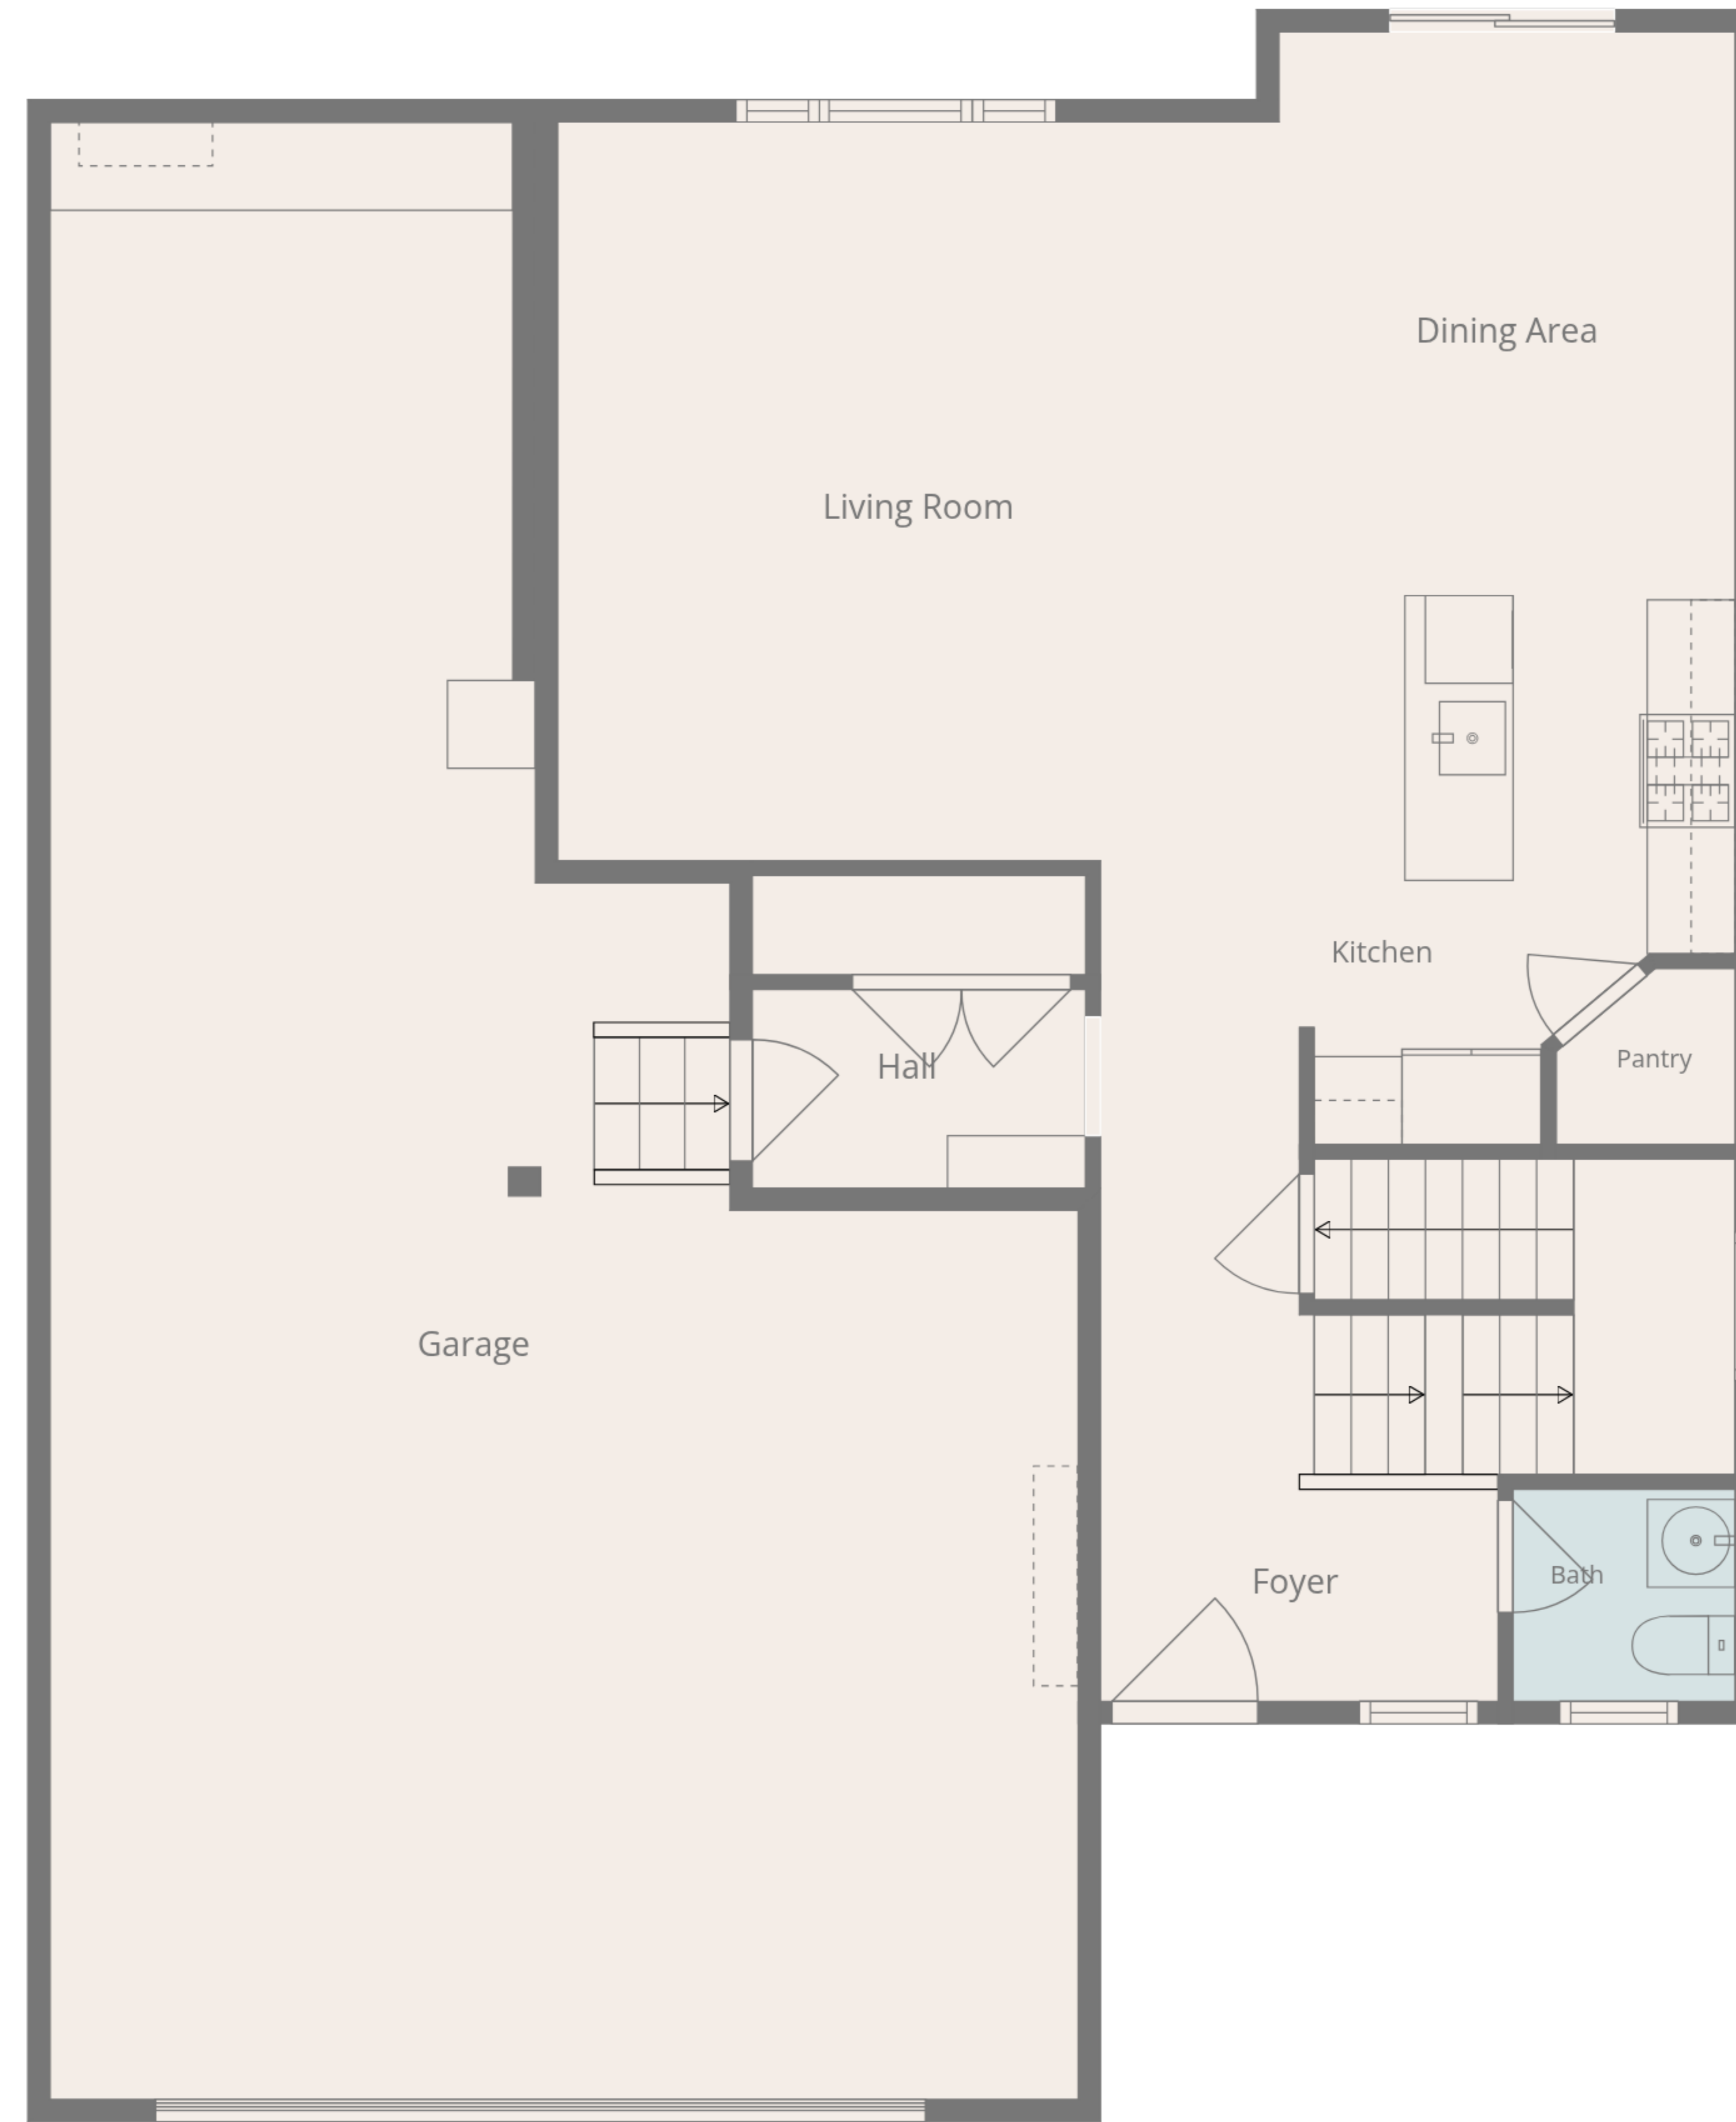 Dining Area
Living Room
Kitchen
Pantry
Hall
Garage
Foyer
Bath